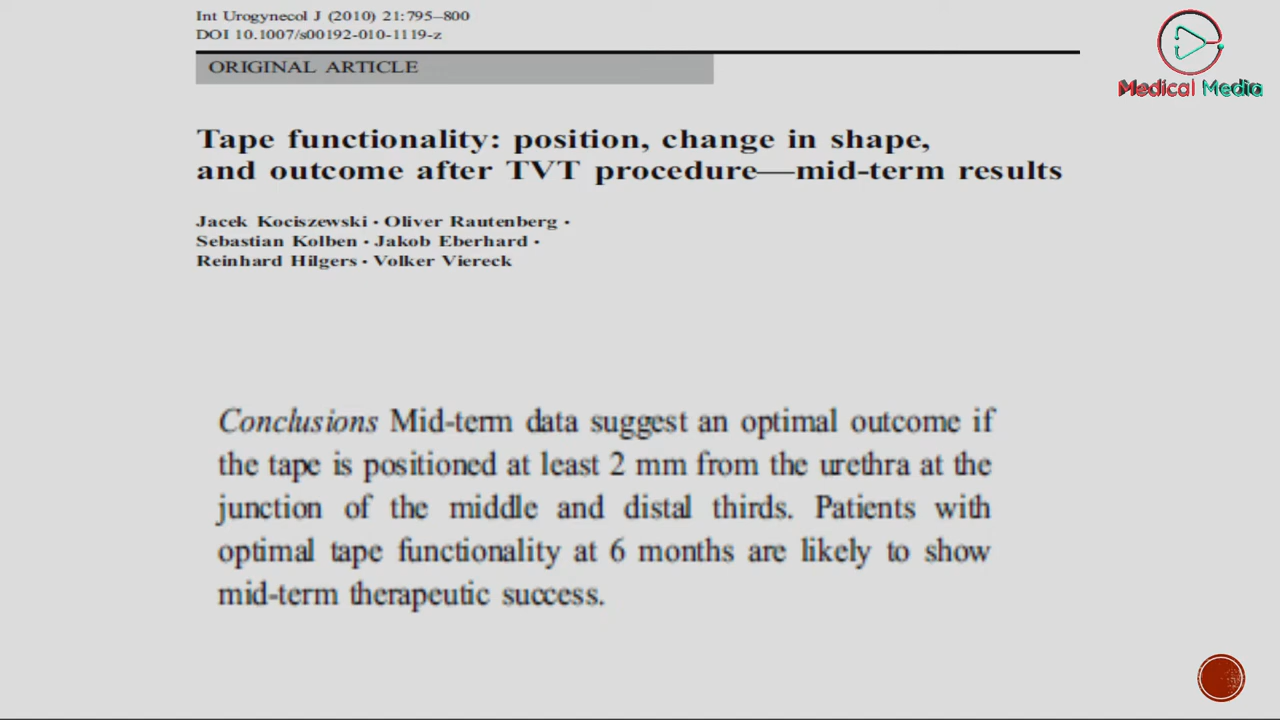 Int Urogynecol J (2010) 21:795–800
DOI 10.1007/s00192-010-1119-z
Medical Media
ORIGINAL ARTICLE
Tape functionality: position, change in shape,
and outcome after TVT procedure—mid-term results
Jacek Kociszewski · Oliver Rautenberg ·
Sebastian Kolben · Jakob Eberhard ·
Reinhard Hilgers · Volker Viereck
Conclusions Mid-term data suggest an optimal outcome if
the tape is positioned at least 2 mm from the urethra at the
junction of the middle and distal thirds. Patients with
optimal tape functionality at 6 months are likely to show
mid-term therapeutic success.